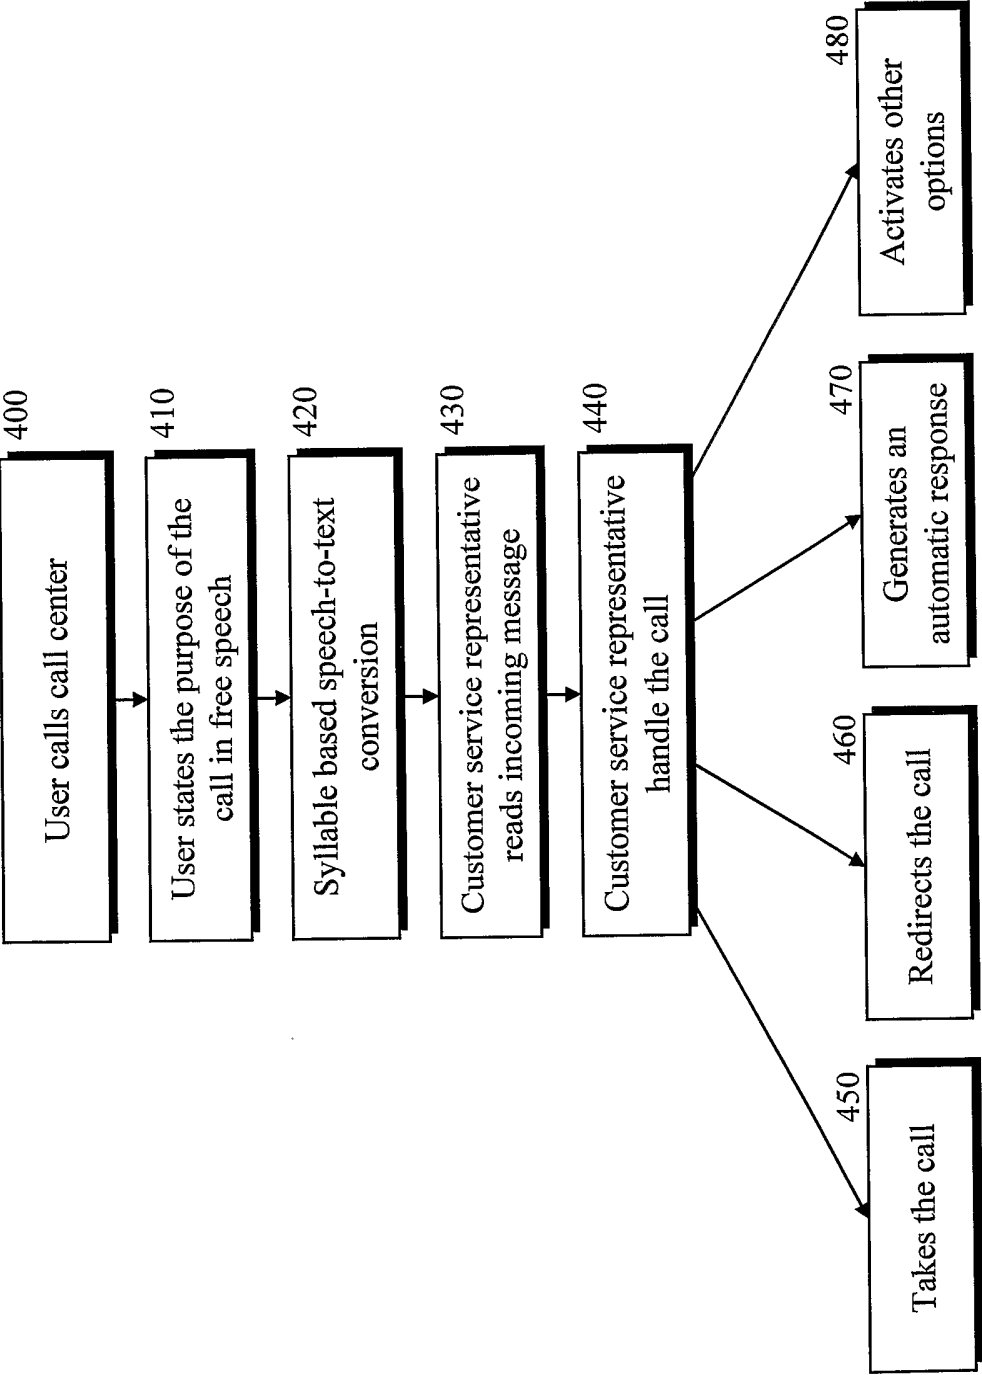 400
User calls call center
410
User states the purpose of the
call in free speech
420
Syllable based speech-to-text
conversion
430
Customer service representative
reads incoming message
440
Customer service representative
handle the call
450
Takes the call
460
Redirects the call
470
Generates an
automatic response
480
Activates other
options